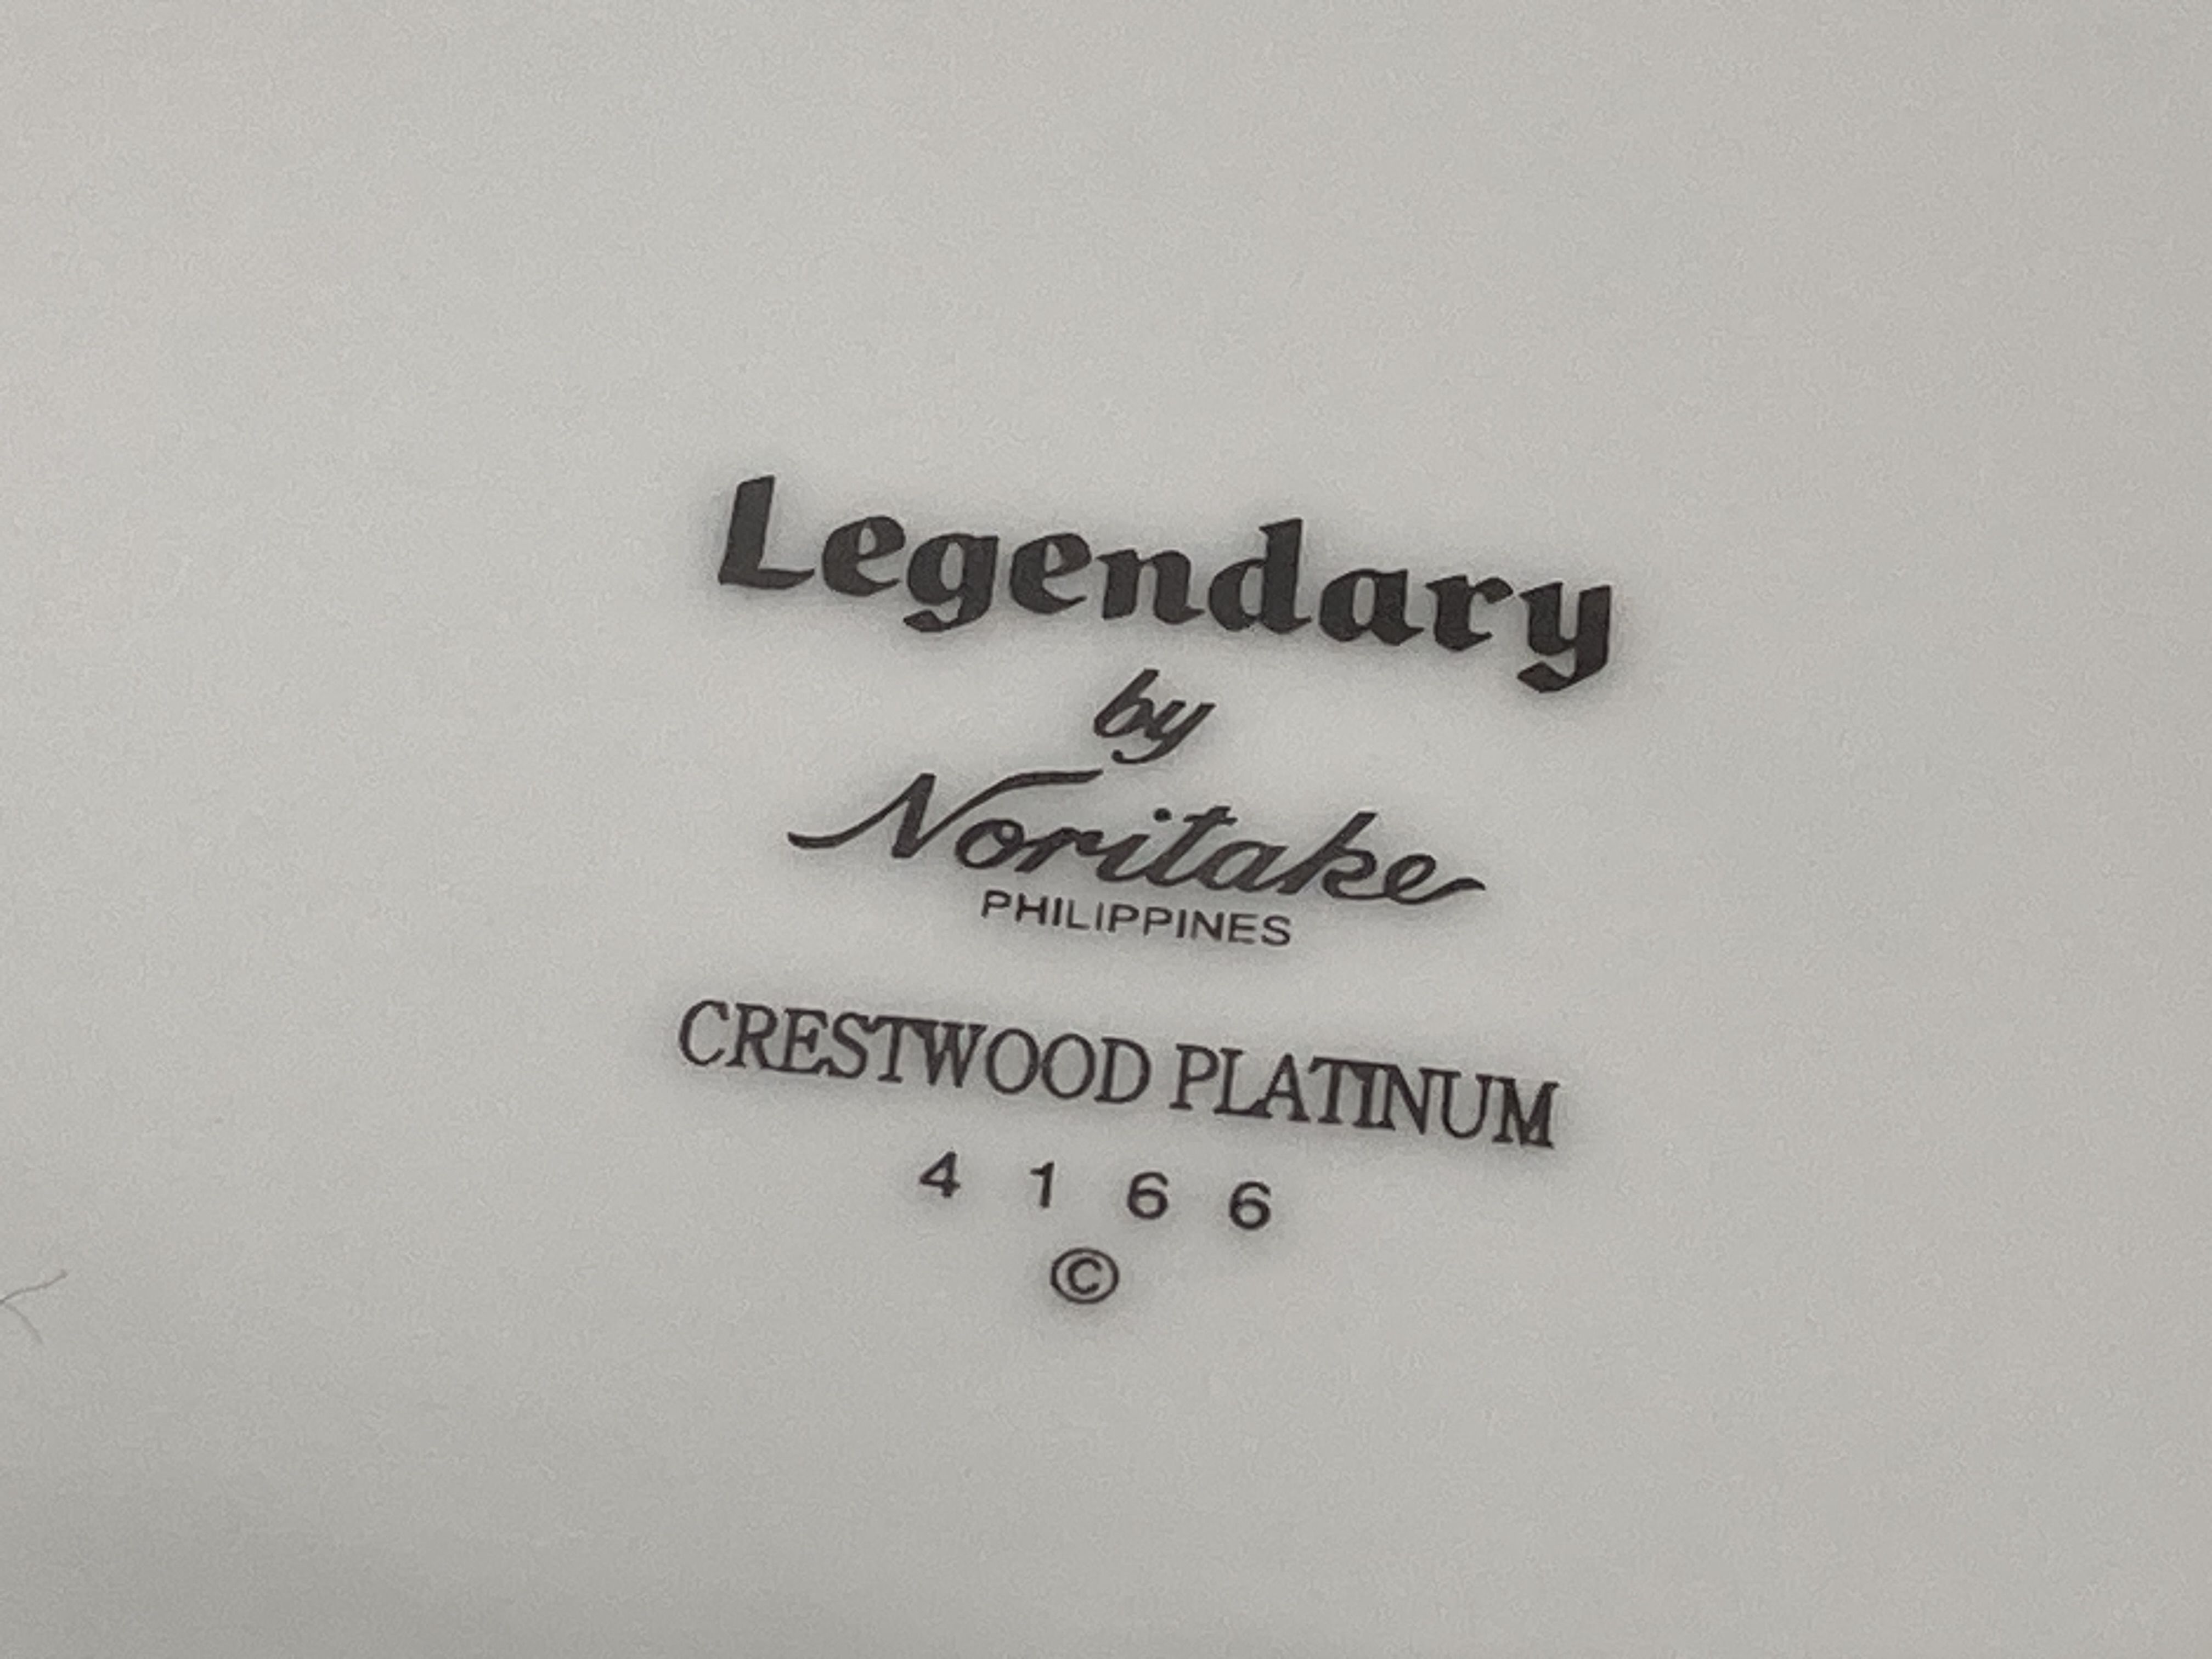 Legendary
by
Noritake
PHILIPPINES
CRESTWOOD PLATINUM
4 1 6 6
©